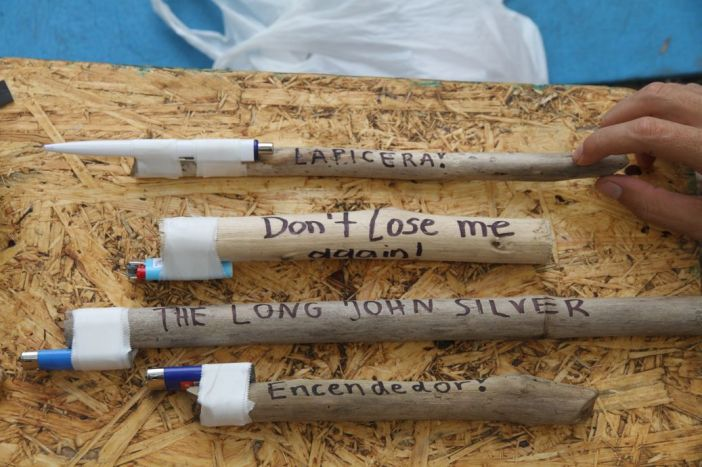 LAPICERA!
Don't Lose me
again!
THE LONG JOHN SILVER
Encendedor!